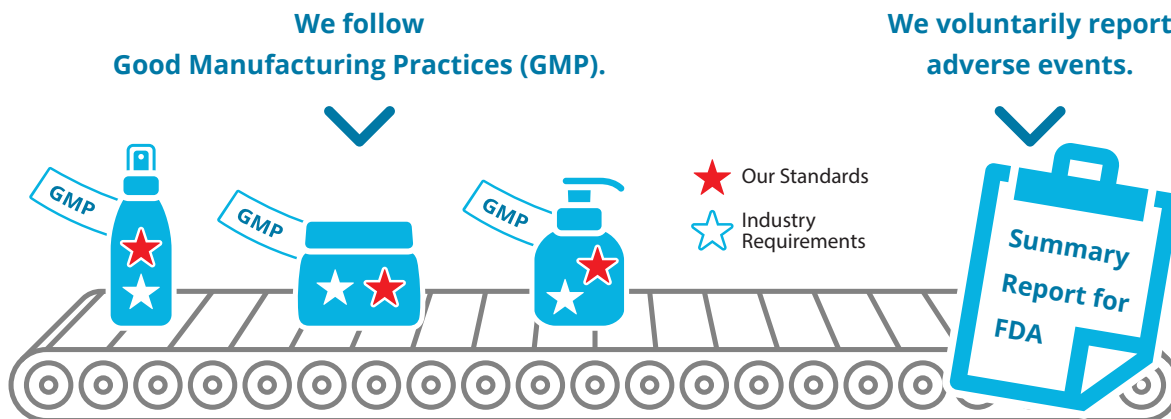 We follow
Good Manufacturing Practices (GMP).
We voluntarily report
adverse events.
GMP
GMP
GMP
Our Standards
Industry
Requirements
Summary
Report for
FDA